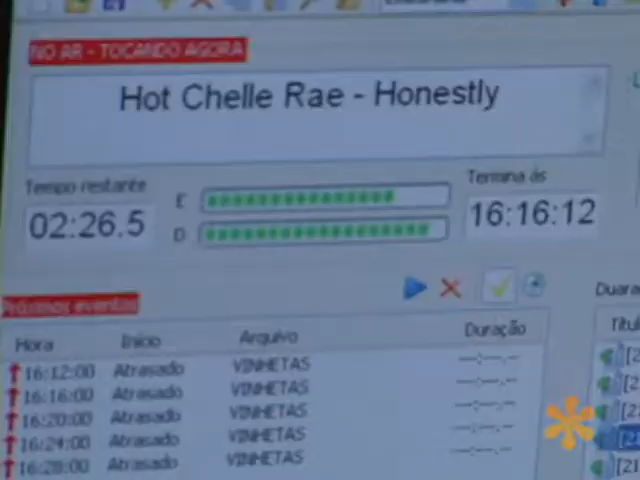 NO AR - TOCANDO AGORA
Hot Chelle Rae - Honestly
Tempo restante
02:26.5
E
D
Termina ás
16:16:12
Próximos eventos
Hora Início Arquivo Duração
16:12:00 Atrasado VINHETAS --:--.--
16:16:00 Atrasado VINHETAS --:--.--
16:20:00 Atrasado VINHETAS --:--.--
16:24:00 Atrasado VINHETAS --:--.--
16:28:00 Atrasado VINHETAS